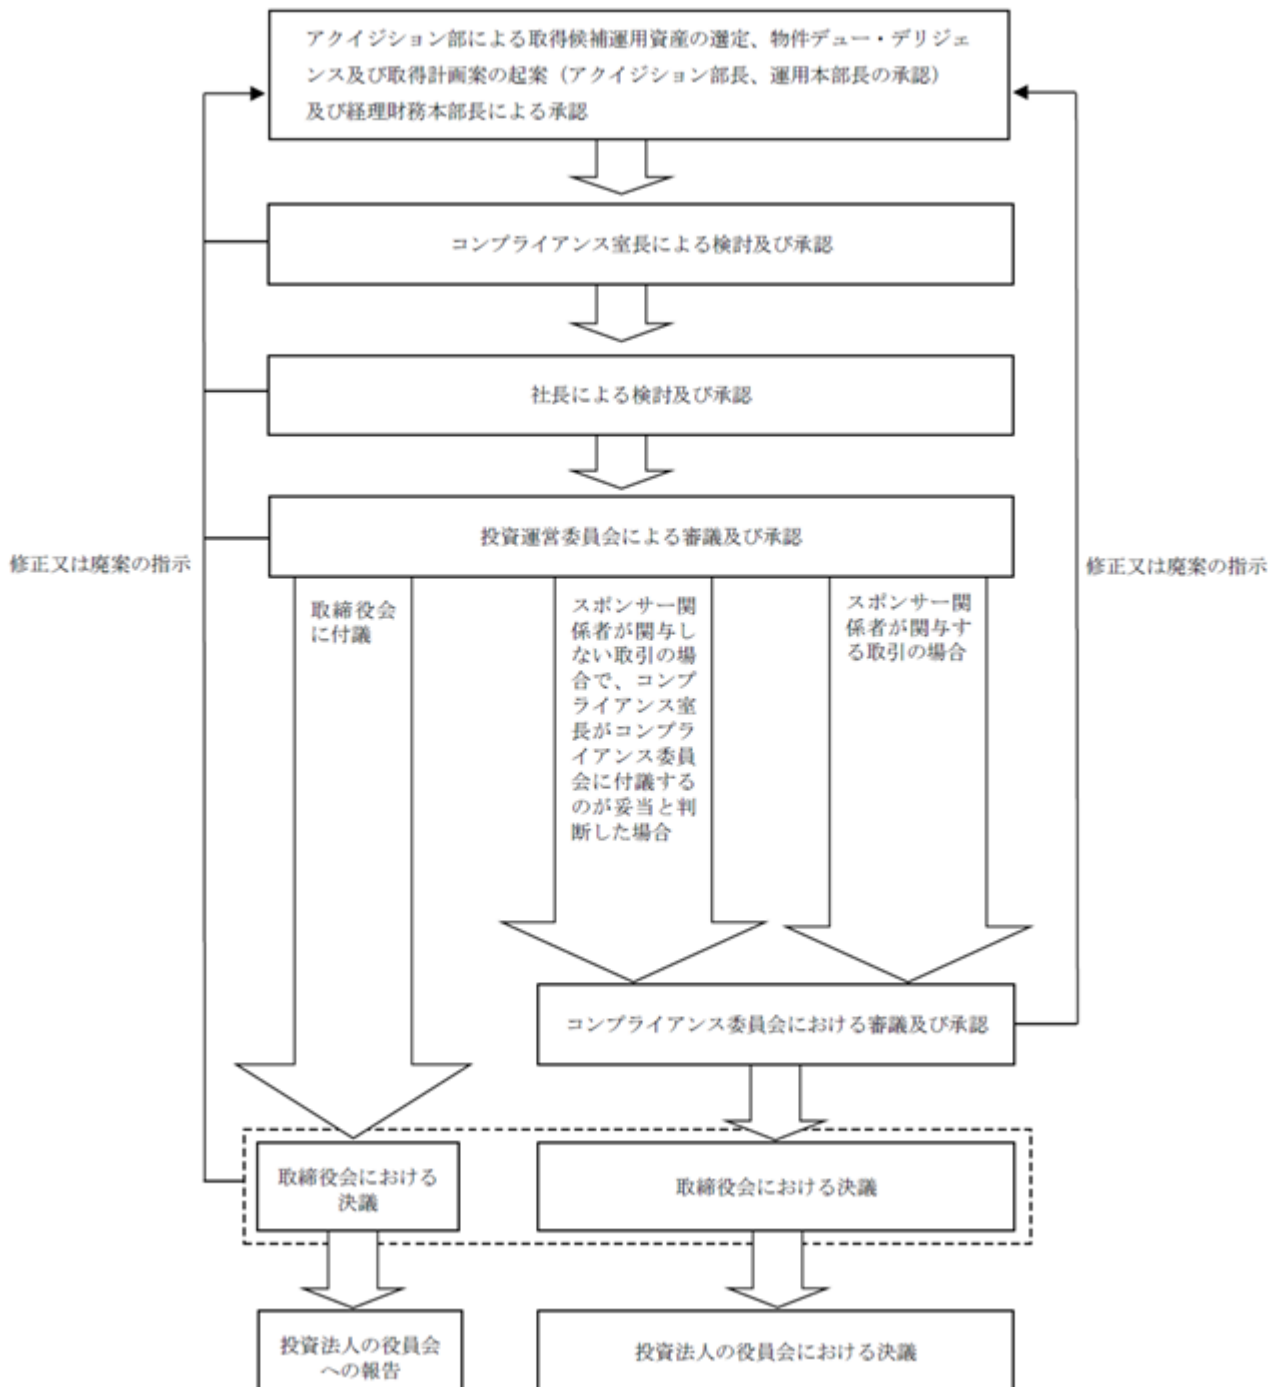 アクイジション部による取得候補運用資産の選定、物件デュー・デリジェ
ンス及び取得計画案の起案（アクイジション部長、運用本部長の承認）
及び経理財務本部長による承認
コンプライアンス室長による検討及び承認
社長による検討及び承認
投資運営委員会による審議及び承認
修正又は廃案の指示
修正又は廃案の指示
取締役会
に付議
スポンサー関
係者が関与し
ない取引の場
合で、コンプ
ライアンス室
長がコンプラ
イアンス委員
会に付議する
のが妥当と判
断した場合
スポンサー関
係者が関与す
る取引の場合
コンプライアンス委員会における審議及び承認
取締役会における
決議
取締役会における決議
投資法人の役員会
への報告
投資法人の役員会における決議